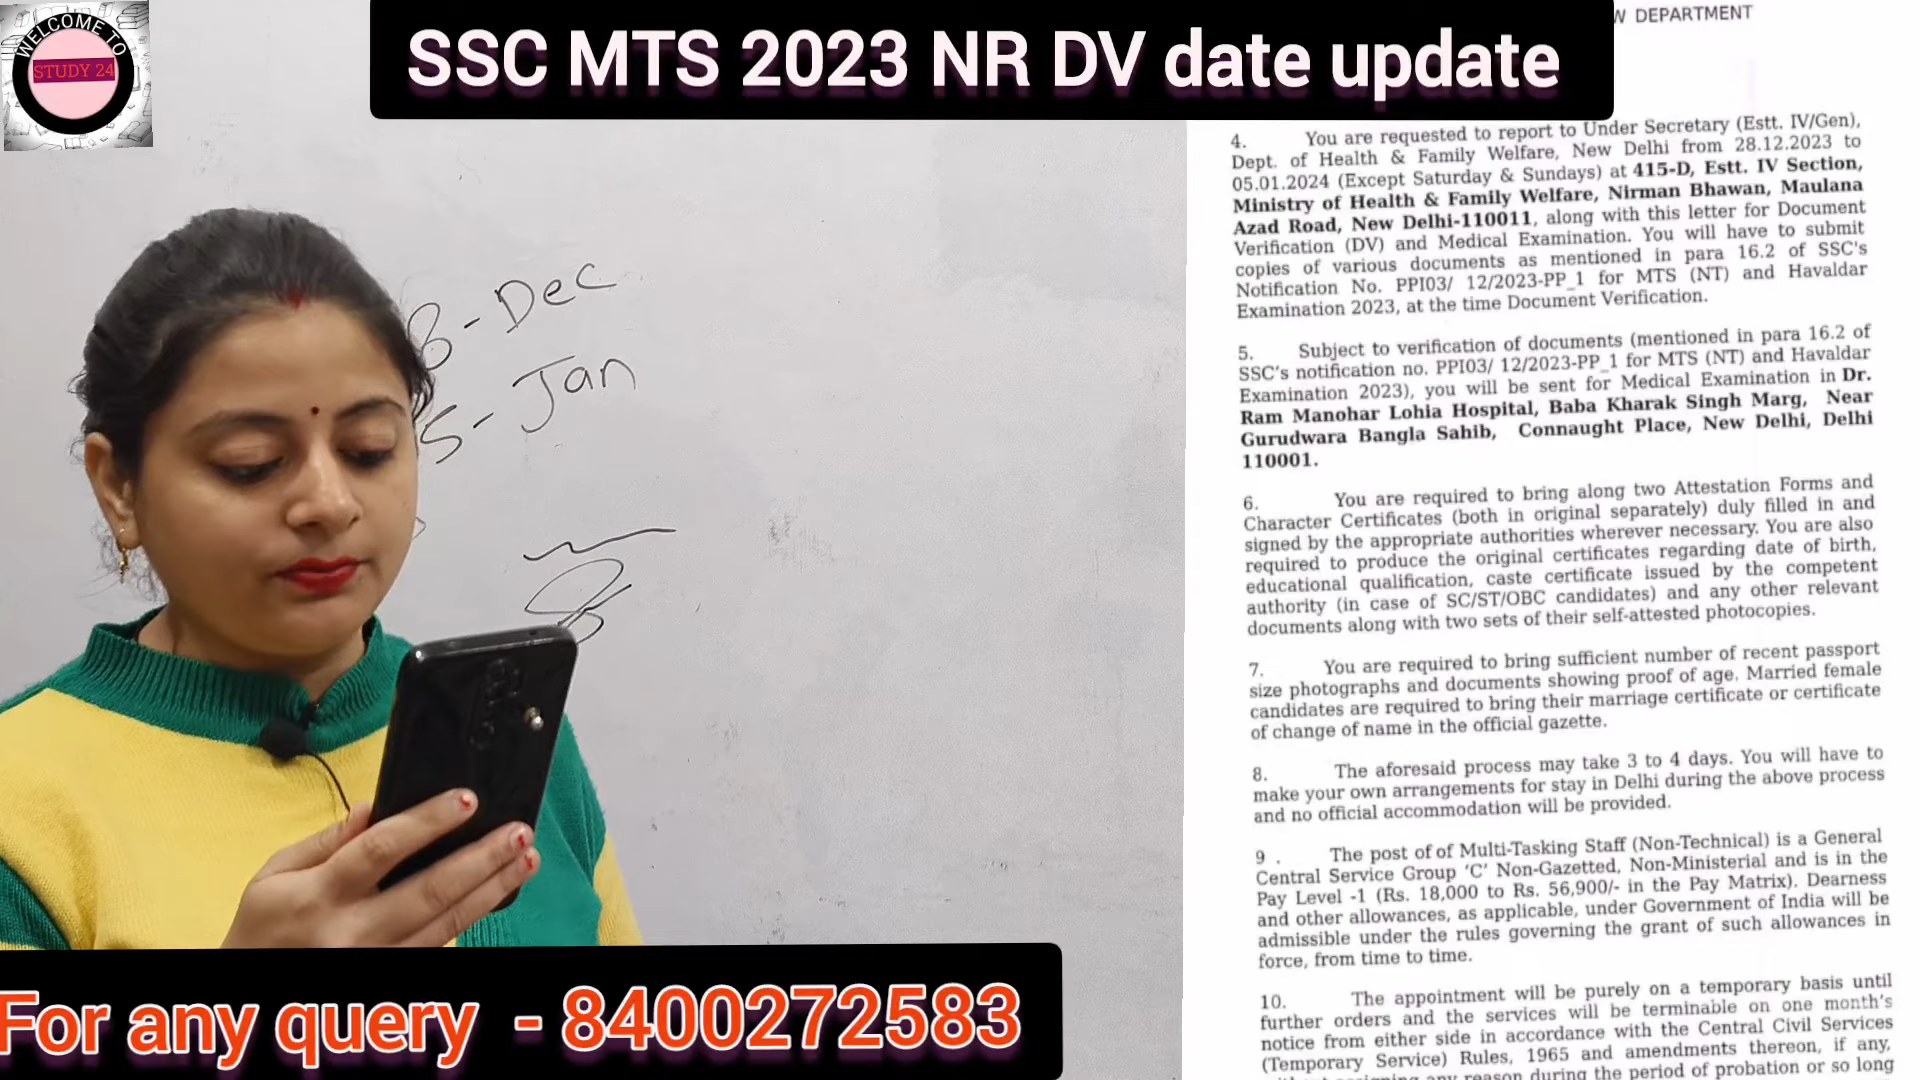 WELCOME TO
STUDY 24
SSC MTS 2023 NR DV date update
DEPARTMENT
8-Dec
5-Jan
4. You are requested to report to Under Secretary (Estt. IV/Gen),
Dept. of Health & Family Welfare, New Delhi from 28.12.2023 to
05.01.2024 (Except Saturday & Sundays) at 415-D, Estt. IV Section,
Ministry of Health & Family Welfare, Nirman Bhawan, Maulana
Azad Road, New Delhi-110011, along with this letter for Document
Verification (DV) and Medical Examination. You will have to submit
copies of various documents as mentioned in para 16.2 of SSC's
Notification No. PPI03/ 12/2023-PP_1 for MTS (NT) and Havaldar
Examination 2023, at the time Document Verification.
5. Subject to verification of documents (mentioned in para 16.2 of
SSC's notification no. PPI03/ 12/2023-PP_1 for MTS (NT) and Havaldar
Examination 2023), you will be sent for Medical Examination in Dr.
Ram Manohar Lohia Hospital, Baba Kharak Singh Marg, Near
Gurudwara Bangla Sahib, Connaught Place, New Delhi, Delhi
110001.
6. You are required to bring along two Attestation Forms and
Character Certificates (both in original separately) duly filled in and
signed by the appropriate authorities wherever necessary. You are also
required to produce the original certificates regarding date of birth,
educational qualification, caste certificate issued by the competent
authority (in case of SC/ST/OBC candidates) and any other relevant
documents along with two sets of their self-attested photocopies.
7. You are required to bring sufficient number of recent passport
size photographs and documents showing proof of age. Married female
candidates are required to bring their marriage certificate or certificate
of change of name in the official gazette.
8. The aforesaid process may take 3 to 4 days. You will have to
make your own arrangements for stay in Delhi during the above process
and no official accommodation will be provided.
9 . The post of of Multi-Tasking Staff (Non-Technical) is a General
Central Service Group ‘C’ Non-Gazetted, Non-Ministerial and is in the
Pay Level -1 (Rs. 18,000 to Rs. 56,900/- in the Pay Matrix). Dearness
and other allowances, as applicable, under Government of India will be
admissible under the rules governing the grant of such allowances in
force, from time to time.
10. The appointment will be purely on a temporary basis until
further orders and the services will be terminable on one month's
notice from either side in accordance with the Central Civil Services
(Temporary Service) Rules, 1965 and amendments thereon, if any,
any reason during the period of probation or so long
For any query - 8400272583